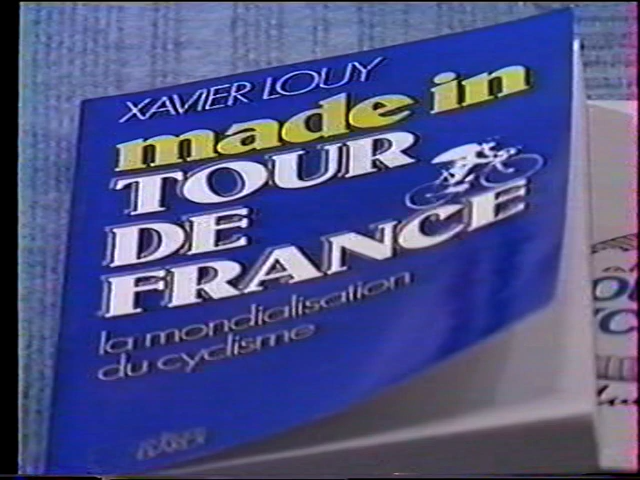 XAVIER LOUY
made in
TOUR
DE
FRANCE
la mondialisation
du cyclisme